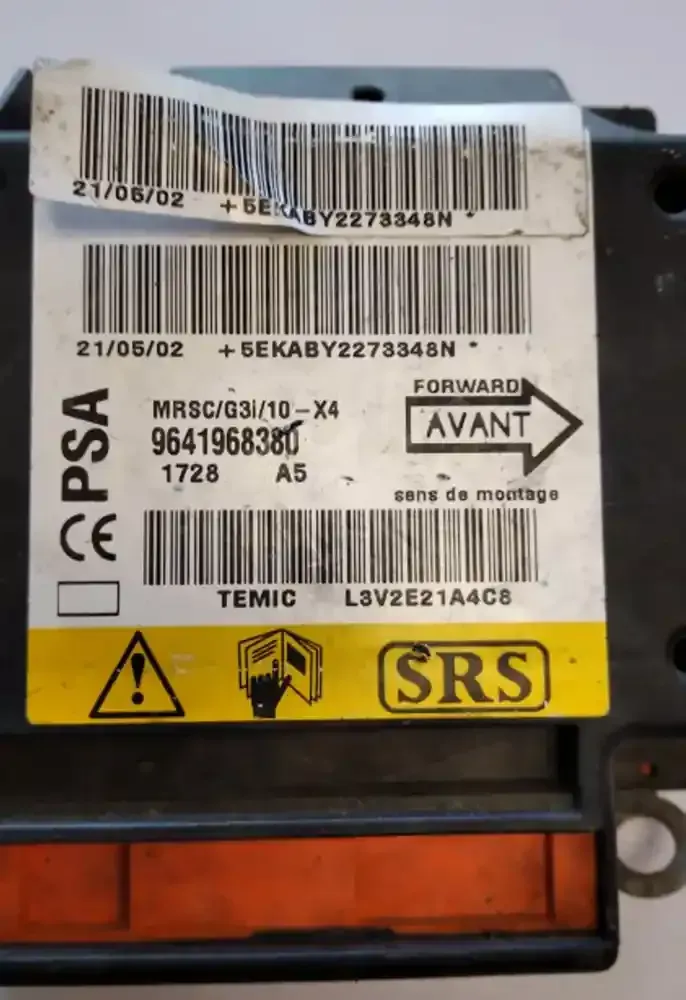 21/05/02 +5EKABY2273348N *
21/05/02 +5EKABY2273348N *
PSA
MRSC/G3i/10-X4
9641968380
1728 A5
FORWARD
AVANT
sens de montage
CE
TEMIC L3V2E21A4C8
SRS